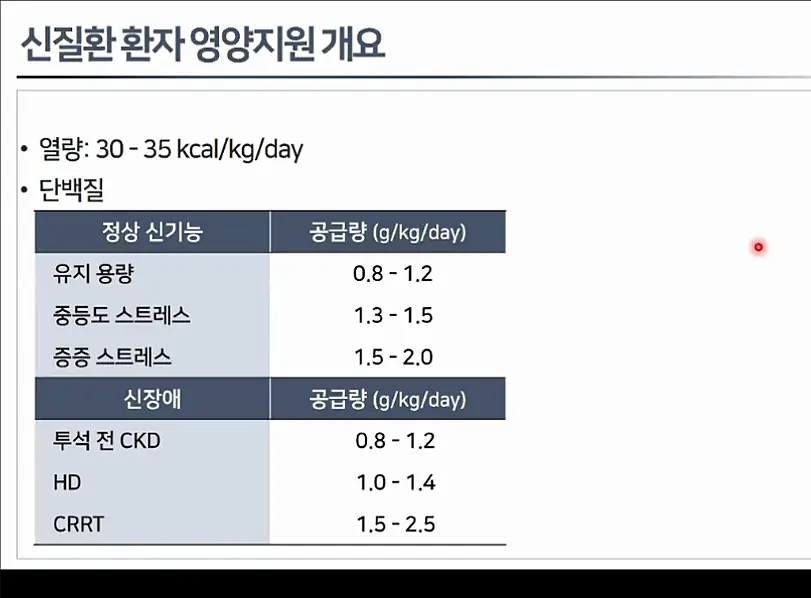 신질환 환자 영양지원 개요
• 열량: 30 - 35 kcal/kg/day
• 단백질
정상 신기능 공급량 (g/kg/day)
유지 용량 0.8 - 1.2
중등도 스트레스 1.3 - 1.5
증증 스트레스 1.5 - 2.0
신장애 공급량 (g/kg/day)
투석 전 CKD 0.8 - 1.2
HD 1.0 - 1.4
CRRT 1.5 - 2.5